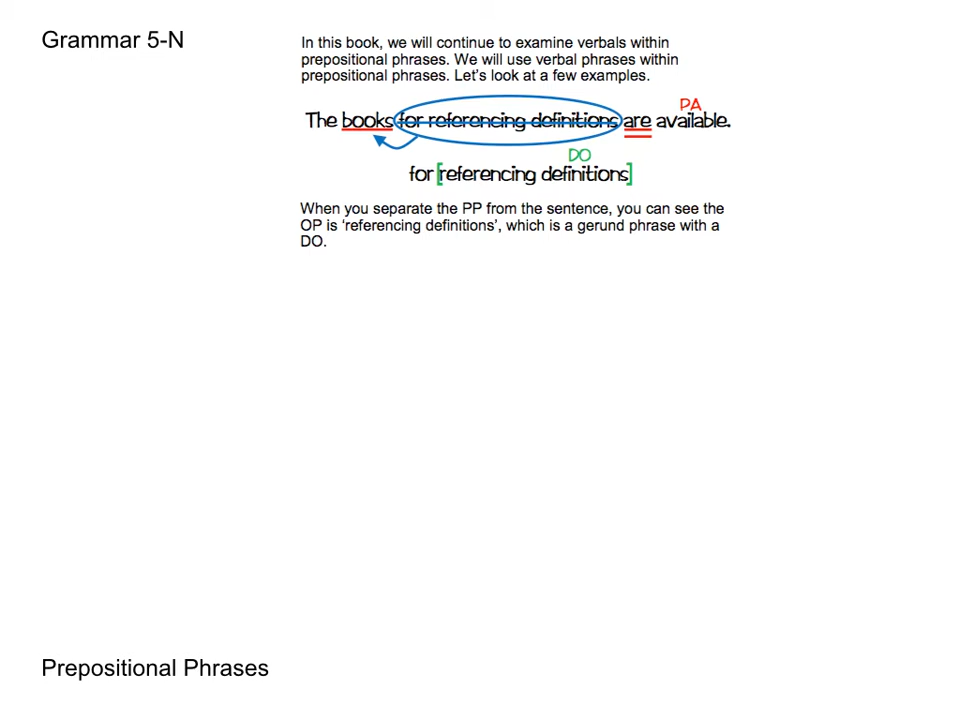 Grammar 5-N
In this book, we will continue to examine verbals within
prepositional phrases. We will use verbal phrases within
prepositional phrases. Let's look at a few examples.
PA
The books for referencing definitions are available.
DO
for [referencing definitions]
When you separate the PP from the sentence, you can see the
OP is 'referencing definitions', which is a gerund phrase with a
DO.
Prepositional Phrases